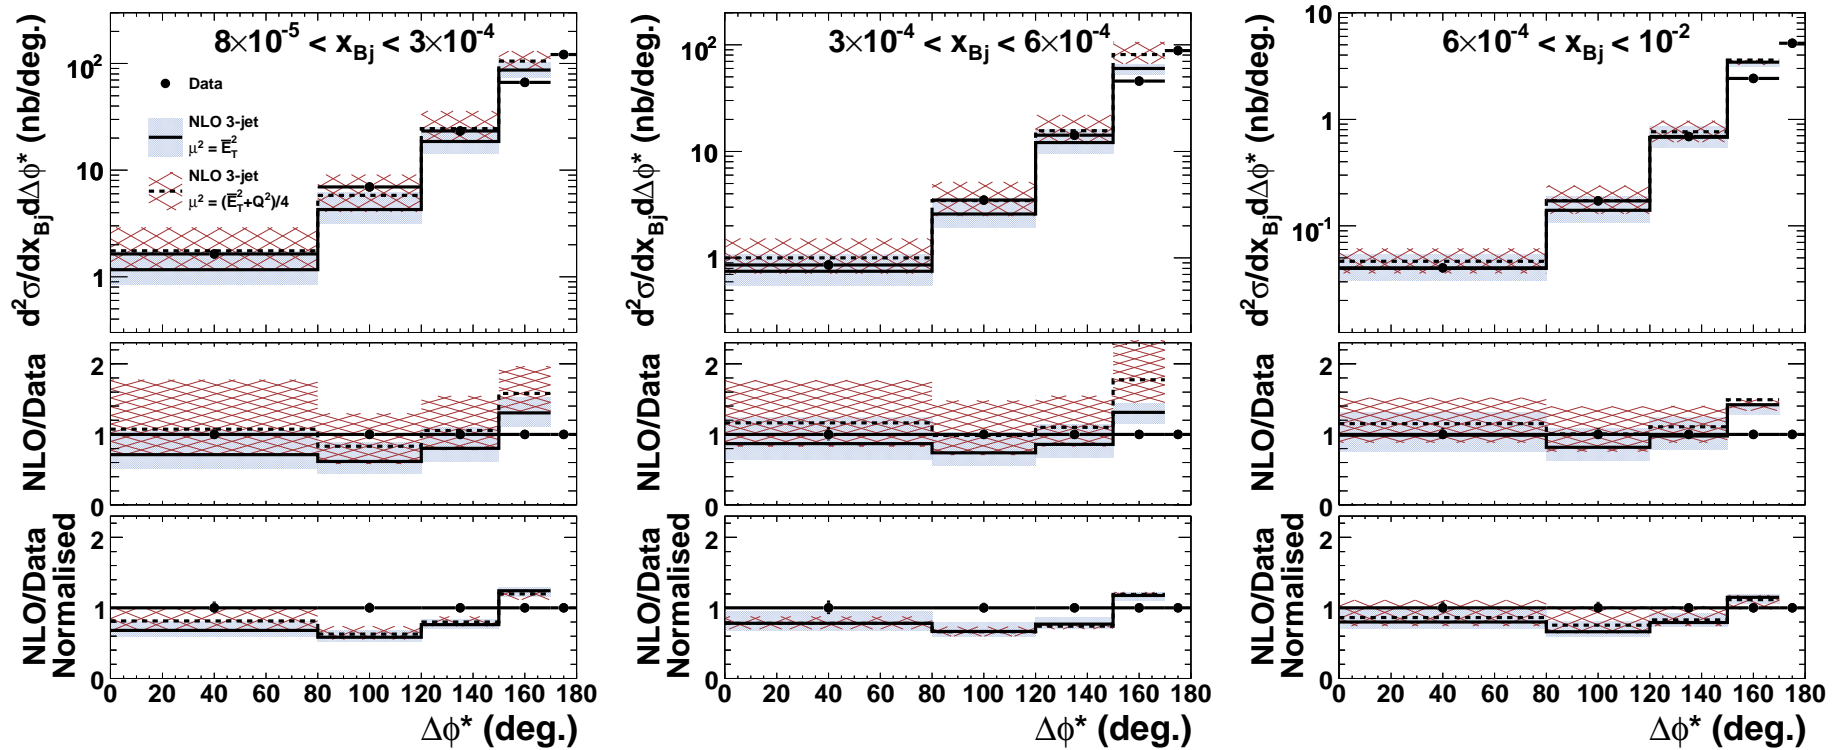 8×10⁻⁵ < x_Bj < 3×10⁻⁴
d²σ/dx_Bj dΔϕ* (nb/deg.)
10²
10
1
Data
NLO 3-jet
μ² = E̅_T²
NLO 3-jet
μ² = (E̅_T²+Q²)/4
NLO/Data
2
1
0
NLO/Data
Normalised
2
1
0
0 20 40 60 80 100 120 140 160 180
Δϕ* (deg.)
3×10⁻⁴ < x_Bj < 6×10⁻⁴
d²σ/dx_Bj dΔϕ* (nb/deg.)
10²
10
1
NLO/Data
2
1
0
NLO/Data
Normalised
2
1
0
0 20 40 60 80 100 120 140 160 180
Δϕ* (deg.)
6×10⁻⁴ < x_Bj < 10⁻²
d²σ/dx_Bj dΔϕ* (nb/deg.)
10
1
10⁻¹
NLO/Data
2
1
0
NLO/Data
Normalised
2
1
0
0 20 40 60 80 100 120 140 160 180
Δϕ* (deg.)